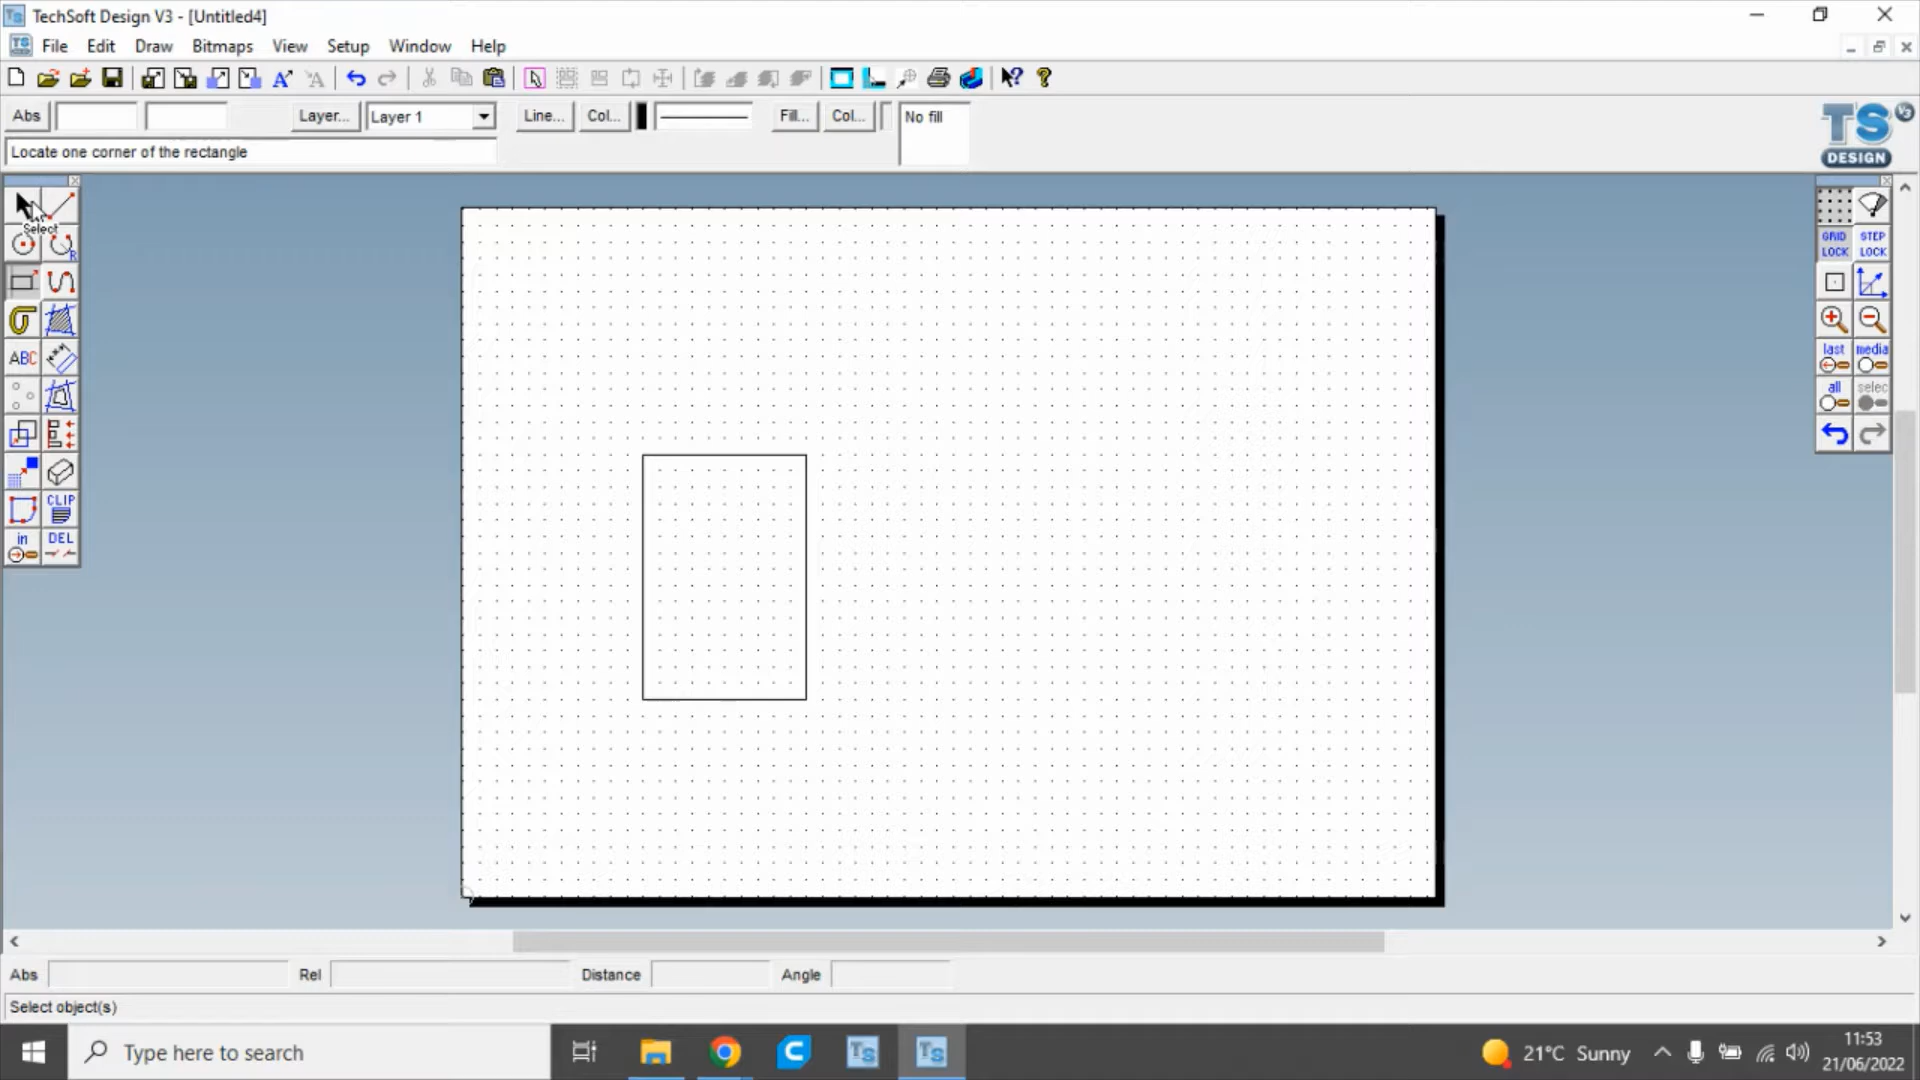 TechSoft Design V3 - [Untitled4]
File Edit Draw Bitmaps View Setup Window Help
Abs Layer... Layer 1 Line... Col... Fill... Col... No fill
Locate one corner of the rectangle
TS V3
DESIGN
Select
R
ABC
CLIP
in DEL
GRID LOCK STEP LOCK
last media
all selec
Abs Rel Distance Angle
Select object(s)
Type here to search
21°C Sunny
11:53
21/06/2022